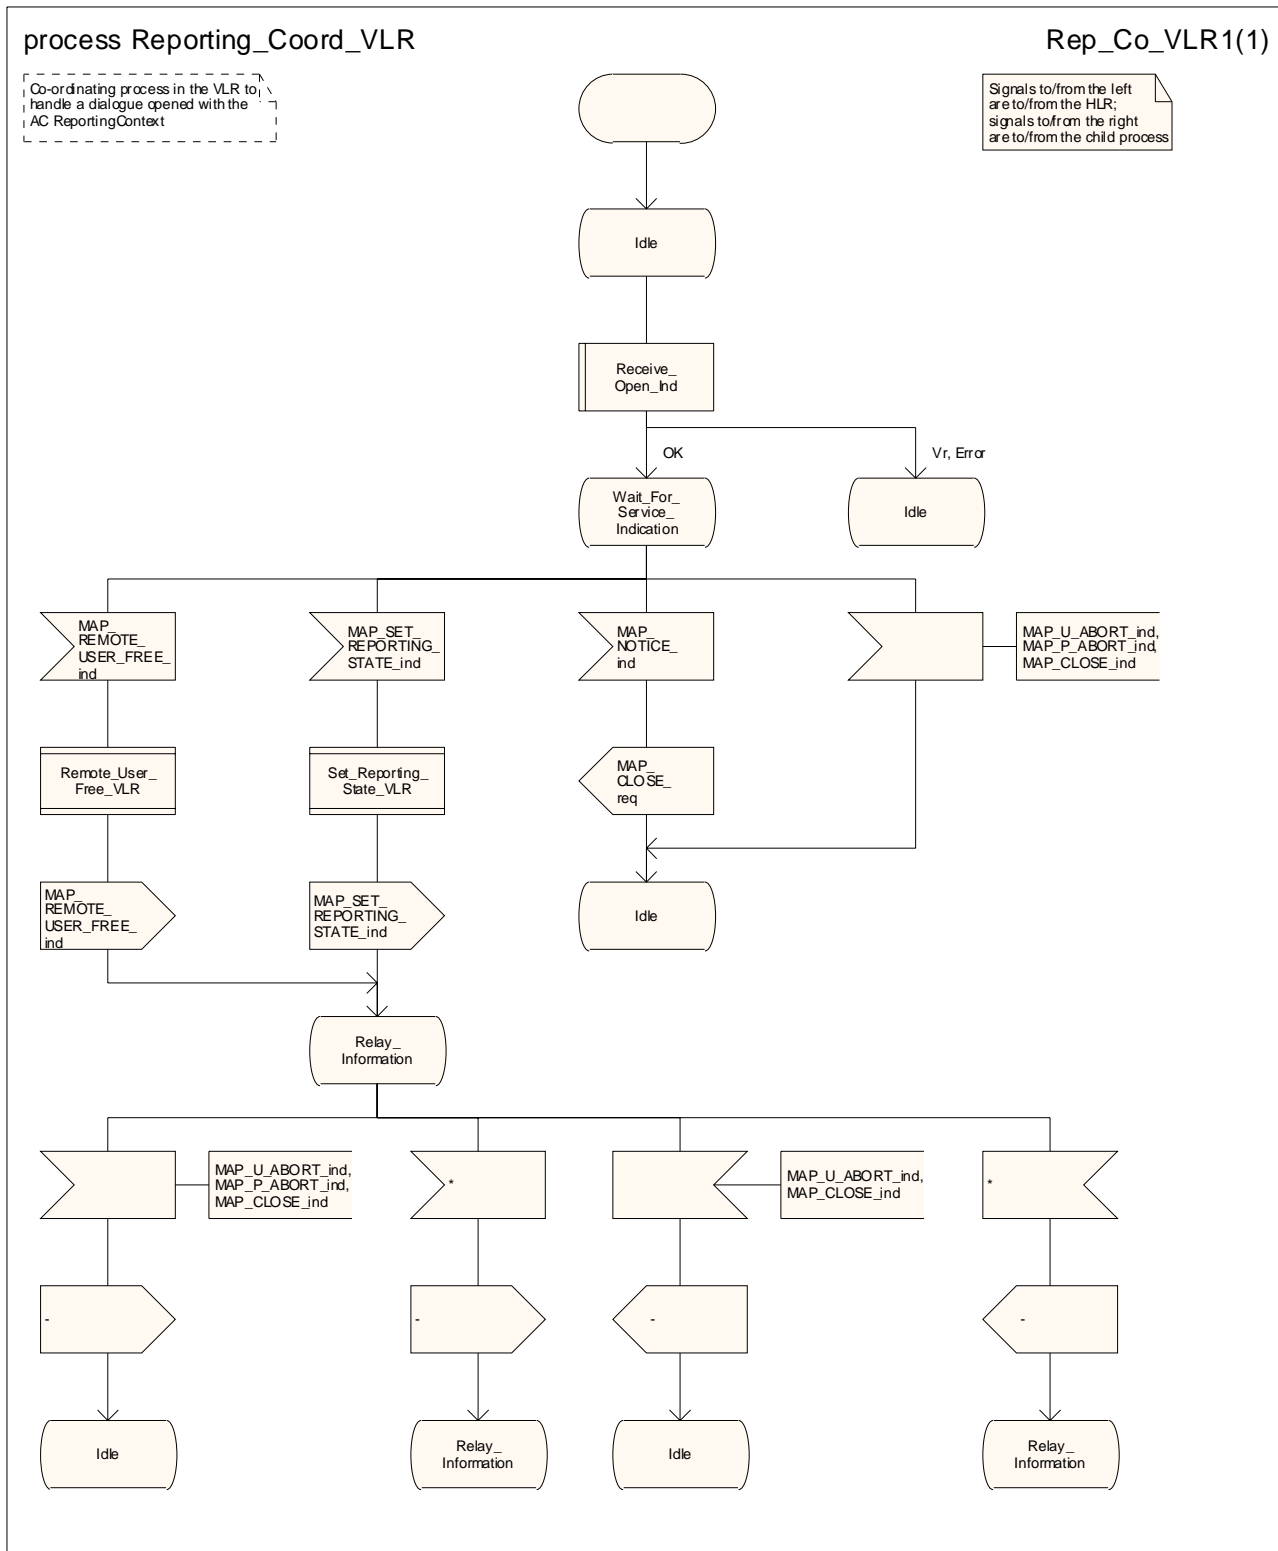 process Reporting_Coord_VLR
Rep_Co_VLR1(1)
Co-ordinating process in the VLR to
handle a dialogue opened with the
AC ReportingContext
Signals to/from the left
are to/from the HLR;
signals to/from the right
are to/from the child process
Idle
Receive_
Open_Ind
OK
Vr, Error
Wait_For_
Service_
Indication
Idle
MAP_
REMOTE_
USER_FREE_
ind
MAP_SET_
REPORTING_
STATE_ind
MAP_
NOTICE_
ind
MAP_U_ABORT_ind,
MAP_P_ABORT_ind,
MAP_CLOSE_ind
Remote_User_
Free_VLR
Set_Reporting_
State_VLR
MAP_
CLOSE_
req
MAP_
REMOTE_
USER_FREE_
ind
MAP_SET_
REPORTING_
STATE_ind
Idle
Relay_
Information
MAP_U_ABORT_ind,
MAP_P_ABORT_ind,
MAP_CLOSE_ind
*
MAP_U_ABORT_ind,
MAP_CLOSE_ind
*
-
-
-
-
Idle
Relay_
Information
Idle
Relay_
Information